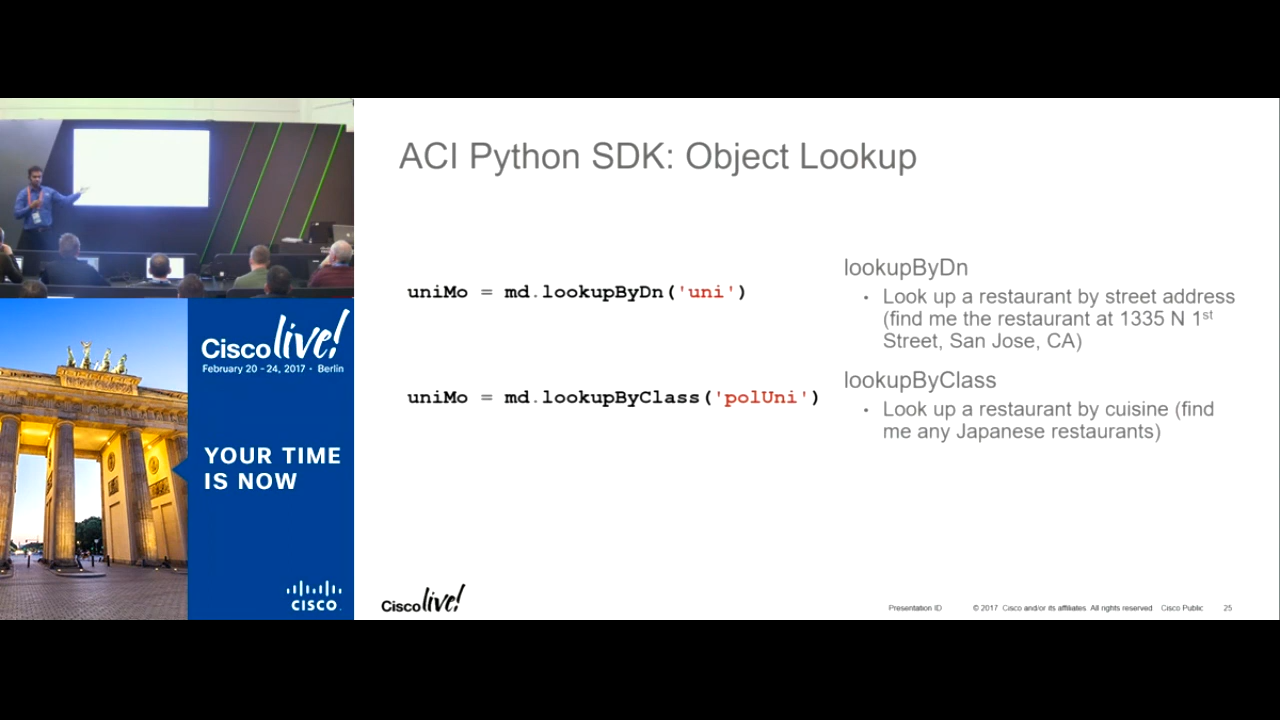 ACI Python SDK: Object Lookup
uniMo = md.lookupByDn('uni')
uniMo = md.lookupByClass('polUni')
lookupByDn
• Look up a restaurant by street address
(find me the restaurant at 1335 N 1st
Street, San Jose, CA)
lookupByClass
• Look up a restaurant by cuisine (find
me any Japanese restaurants)
Cisco live!
February 20 - 24, 2017 • Berlin
YOUR TIME
IS NOW
CISCO.
Cisco live!
Presentation ID © 2017 Cisco and/or its affiliates. All rights reserved Cisco Public 25